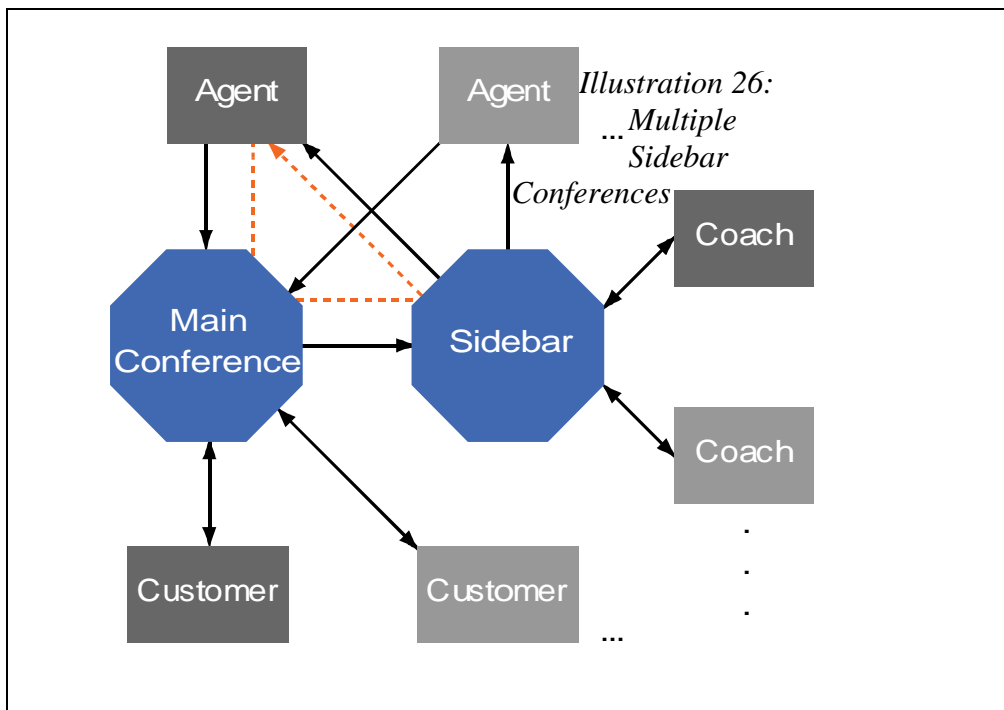 Agent
Agent
Illustration 26:
... Multiple
Sidebar
Conferences
Coach
Main
Conference
Sidebar
Coach
.
.
.
Customer
Customer
...